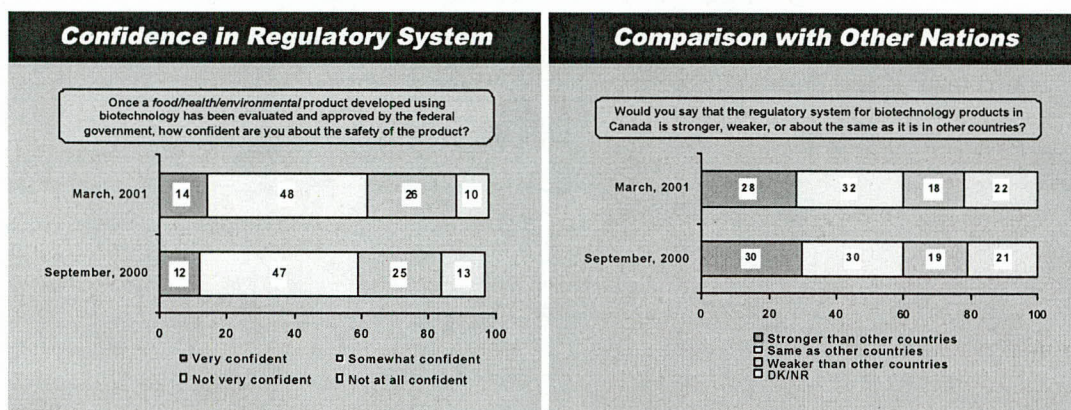 Confidence in Regulatory System
Once a food/health/environmental product developed using
biotechnology has been evaluated and approved by the federal
government, how confident are you about the safety of the product?
March, 2001
14
48
26
10
September, 2000
12
47
25
13
0
20
40
60
80
100
Very confident
Somewhat confident
Not very confident
Not at all confident
Comparison with Other Nations
Would you say that the regulatory system for biotechnology products in
Canada is stronger, weaker, or about the same as it is in other countries?
March, 2001
28
32
18
22
September, 2000
30
30
19
21
0
20
40
60
80
100
Stronger than other countries
Same as other countries
Weaker than other countries
DK/NR